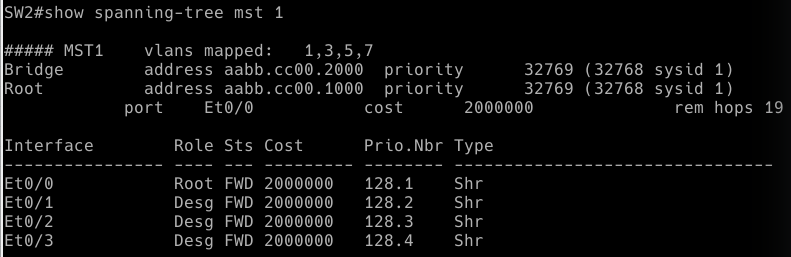 SW2#show spanning-tree mst 1
##### MST1    vlans mapped:   1,3,5,7
Bridge        address aabb.cc00.2000  priority      32769 (32768 sysid 1)
Root          address aabb.cc00.1000  priority      32769 (32768 sysid 1)
            port    Et0/0           cost      2000000              rem hops 19
Interface        Role Sts Cost      Prio.Nbr Type
---------------- ---- --- --------- -------- --------------------------------
Et0/0            Root FWD 2000000   128.1    Shr
Et0/1            Desg FWD 2000000   128.2    Shr
Et0/2            Desg FWD 2000000   128.3    Shr
Et0/3            Desg FWD 2000000   128.4    Shr